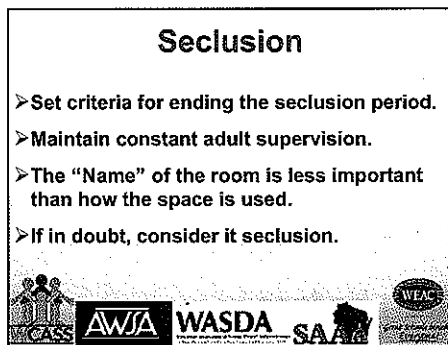 Seclusion
➢Set criteria for ending the seclusion period.
➢Maintain constant adult supervision.
➢The “Name” of the room is less important
than how the space is used.
➢If in doubt, consider it seclusion.
WEAC
CASS
AWSA
WASDA
SAA